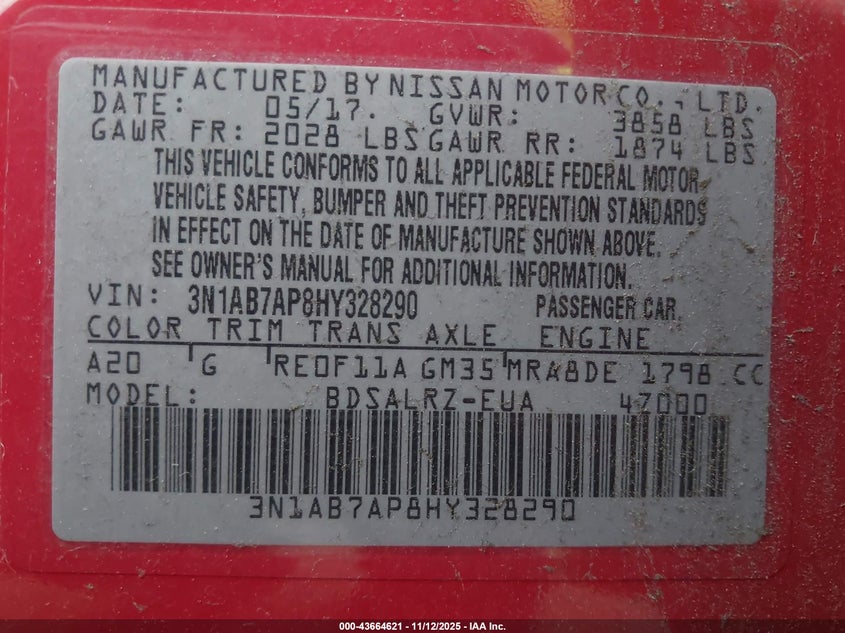 MANUFACTURED BY NISSAN MOTOR CO., LTD.
DATE: 05/17. GVWR: 3858 LBS
GAWR FR: 2028 LBS GAWR RR: 1874 LBS
THIS VEHICLE CONFORMS TO ALL APPLICABLE FEDERAL MOTOR
VEHICLE SAFETY, BUMPER AND THEFT PREVENTION STANDARDS
IN EFFECT ON THE DATE OF MANUFACTURE SHOWN ABOVE.
SEE OWNER'S MANUAL FOR ADDITIONAL INFORMATION.
VIN: 3N1AB7AP8HY328290 PASSENGER CAR
COLOR TRIM TRANS AXLE ENGINE
A20 G RE0F11A GM35 MRA8DE 1798 CC
MODEL: BDSALRZ-EUA 47000
3N1AB7AP8HY328290
000-43664621 - 11/12/2025 - IAA Inc.